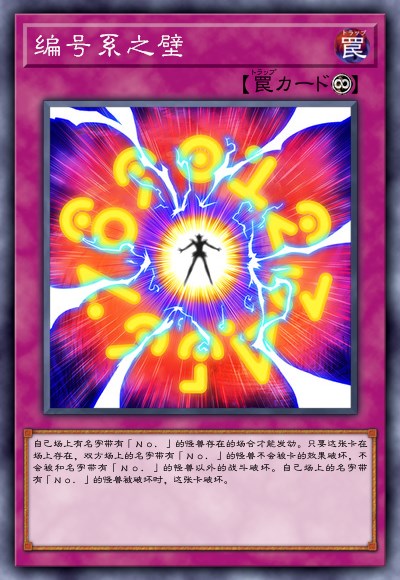 编号系之壁
トラップ
罠
トラップ
【罠カード】
自己场上有名字带有「No.」的怪兽存在的场合才能发动。只要这张卡在
场上存在，双方场上的名字带有「No.」的怪兽不会被卡的效果破坏，不
会被和名字带有「No.」的怪兽以外的战斗破坏。自己场上的名字带
有「No.」的怪兽被破坏时，这张卡破坏。